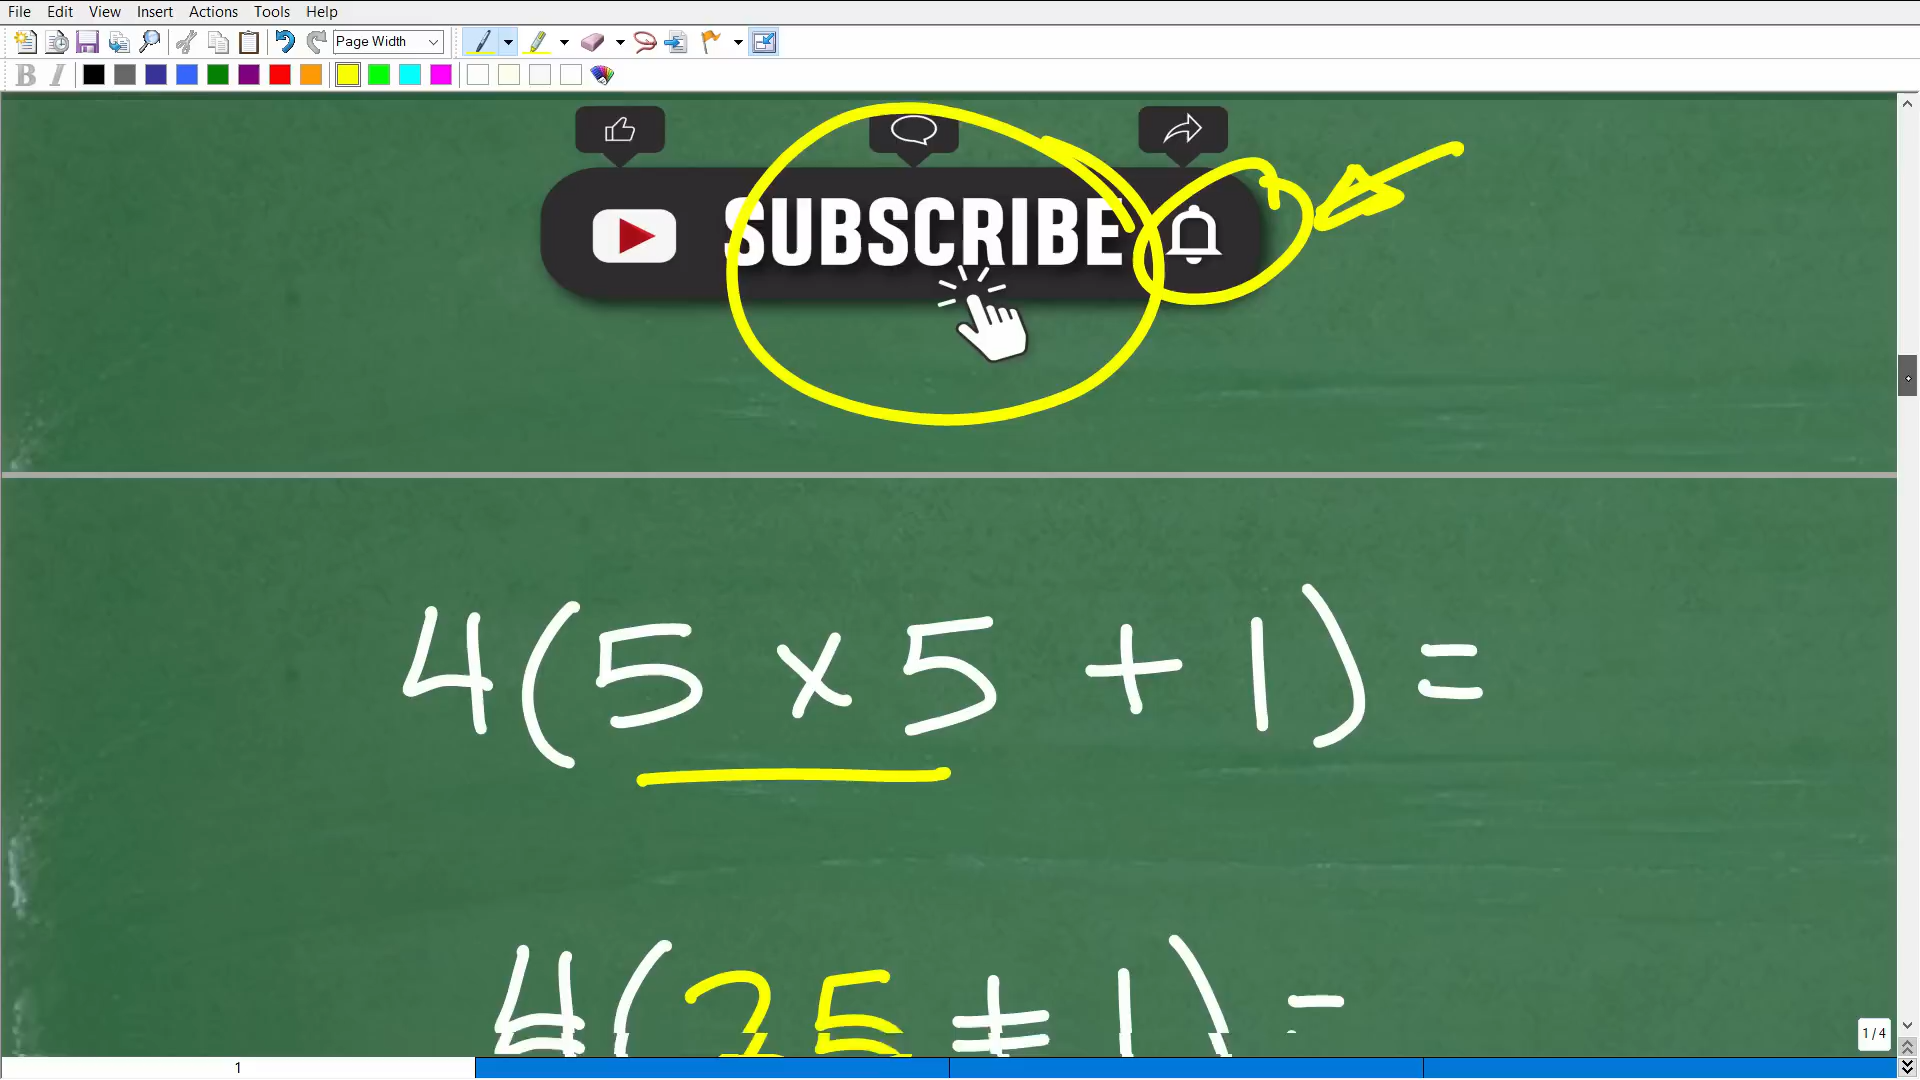 File Edit View Insert Actions Tools Help
Page Width
B I
SUBSCRIBE
4(5 × 5 + 1) =
4(25 + 1) =
1 / 4
1